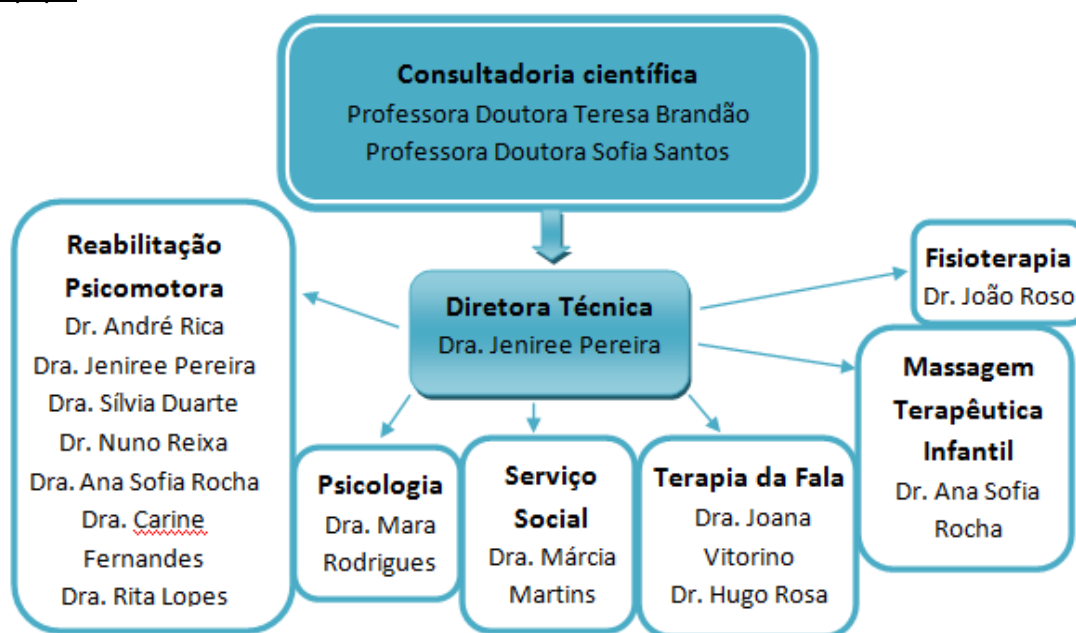 Consultadoria científica
Professora Doutora Teresa Brandão
Professora Doutora Sofia Santos
Diretora Técnica
Dra. Jeniree Pereira
Reabilitação
Psicomotora
Dr. André Rica
Dra. Jeniree Pereira
Dra. Sílvia Duarte
Dr. Nuno Reixa
Dra. Ana Sofia Rocha
Dra. Carine
Fernandes
Dra. Rita Lopes
Psicologia
Dra. Mara
Rodrigues
Serviço
Social
Dra. Márcia
Martins
Terapia da Fala
Dra. Joana
Vitorino
Dr. Hugo Rosa
Fisioterapia
Dr. João Roso
Massagem
Terapêutica
Infantil
Dr. Ana Sofia
Rocha